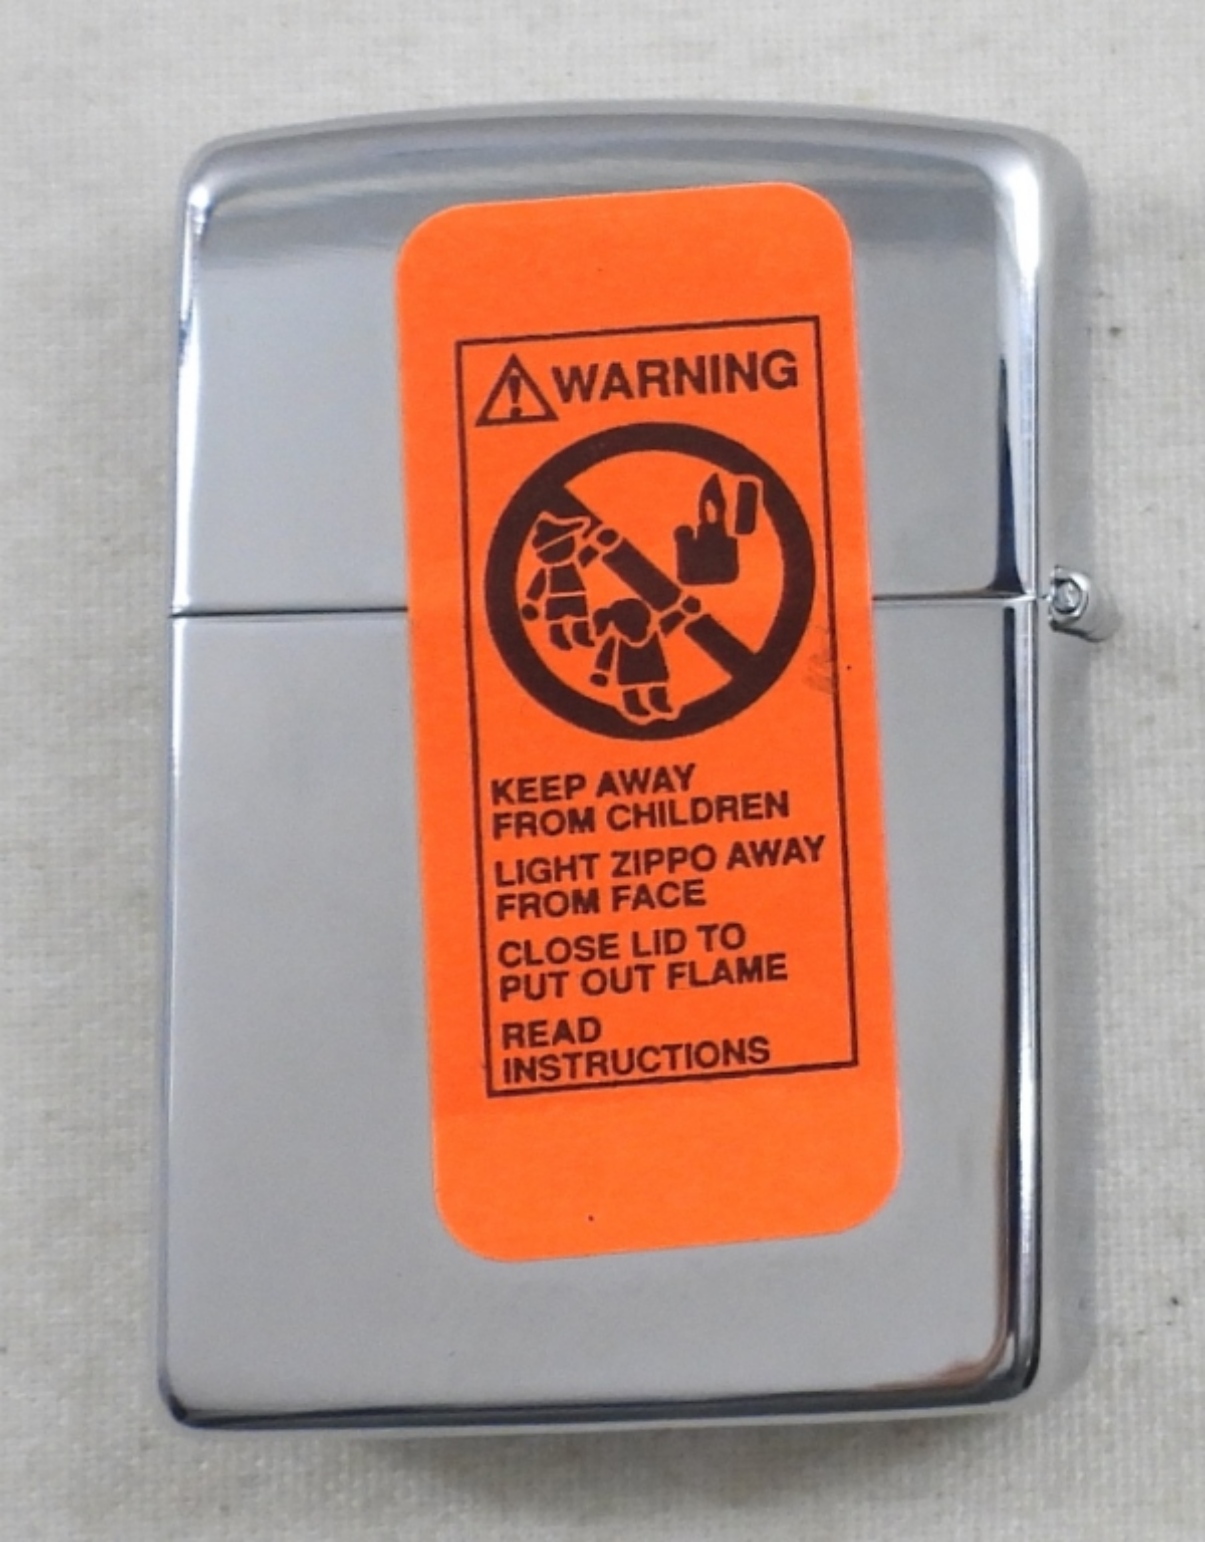 WARNING
KEEP AWAY
FROM CHILDREN
LIGHT ZIPPO AWAY
FROM FACE
CLOSE LID TO
PUT OUT FLAME
READ
INSTRUCTIONS